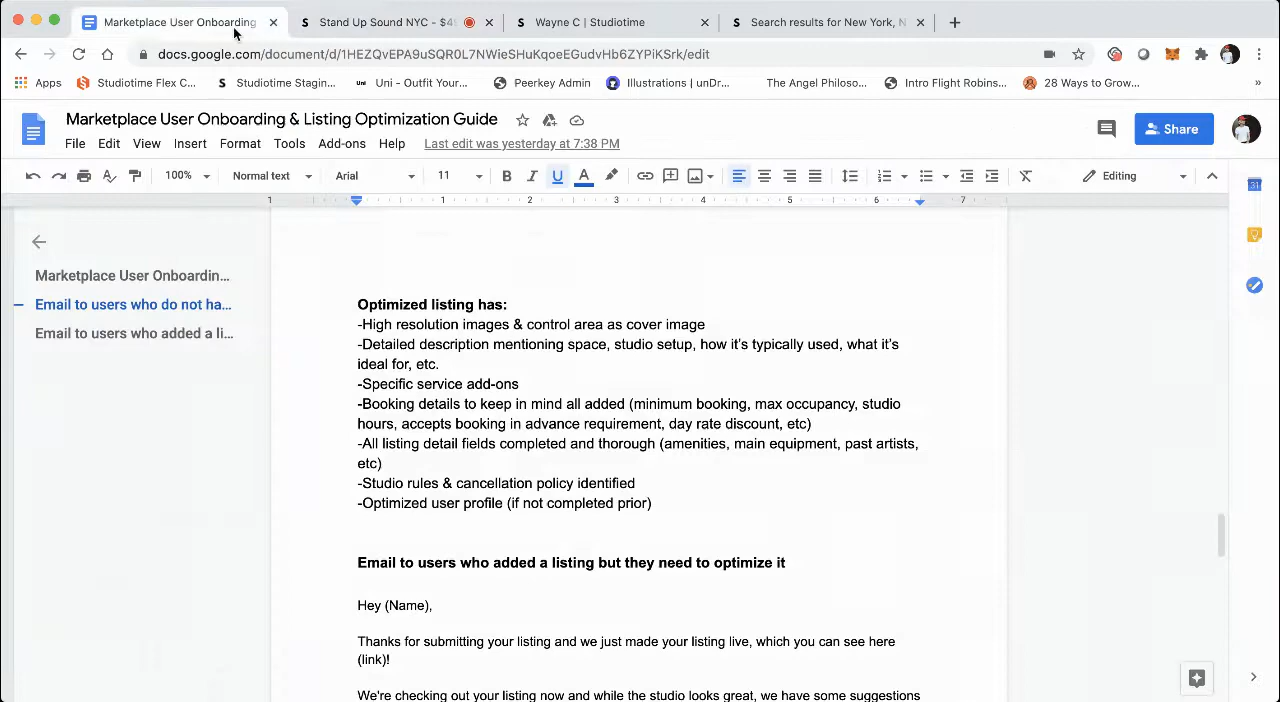 Marketplace User Onboarding
Stand Up Sound NYC - $4
Wayne C | Studiotime
Search results for New York, N
docs.google.com/document/d/1HEZQvEPA9uSQR0L7NWieSHuKqoeEGudvHb6ZYPiKSrk/edit
Apps
Studiotime Flex C...
Studiotime Stagin...
Uni - Outfit Your...
Peerkey Admin
Illustrations | unDr...
The Angel Philoso...
Intro Flight Robins...
28 Ways to Grow...
»
Marketplace User Onboarding & Listing Optimization Guide
Share
File Edit View Insert Format Tools Add-ons Help Last edit was yesterday at 7:38 PM
100% Normal text Arial 11 B I U A Editing
1 1 2 3 4 5 6 7
31
Marketplace User Onboardin...
Email to users who do not ha...
Email to users who added a li...
Optimized listing has:
-High resolution images & control area as cover image
-Detailed description mentioning space, studio setup, how it's typically used, what it's
ideal for, etc.
-Specific service add-ons
-Booking details to keep in mind all added (minimum booking, max occupancy, studio
hours, accepts booking in advance requirement, day rate discount, etc)
-All listing detail fields completed and thorough (amenities, main equipment, past artists,
etc)
-Studio rules & cancellation policy identified
-Optimized user profile (if not completed prior)
Email to users who added a listing but they need to optimize it
Hey (Name),
Thanks for submitting your listing and we just made your listing live, which you can see here
(link)!
We're checking out your listing now and while the studio looks great, we have some suggestions